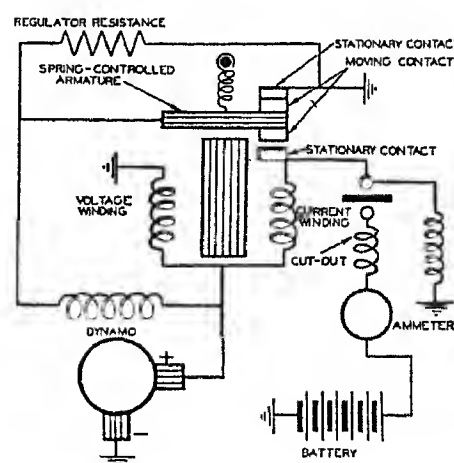 REGULATOR RESISTANCE
STATIONARY CONTAC
MOVING CONTACT
SPRING-CONTROLLED
ARMATURE
STATIONARY CONTACT
VOLTAGE
WINDING
CURRENT
WINDING
CUT-OUT
DYNAMO
AMMETER
+
−
BATTERY